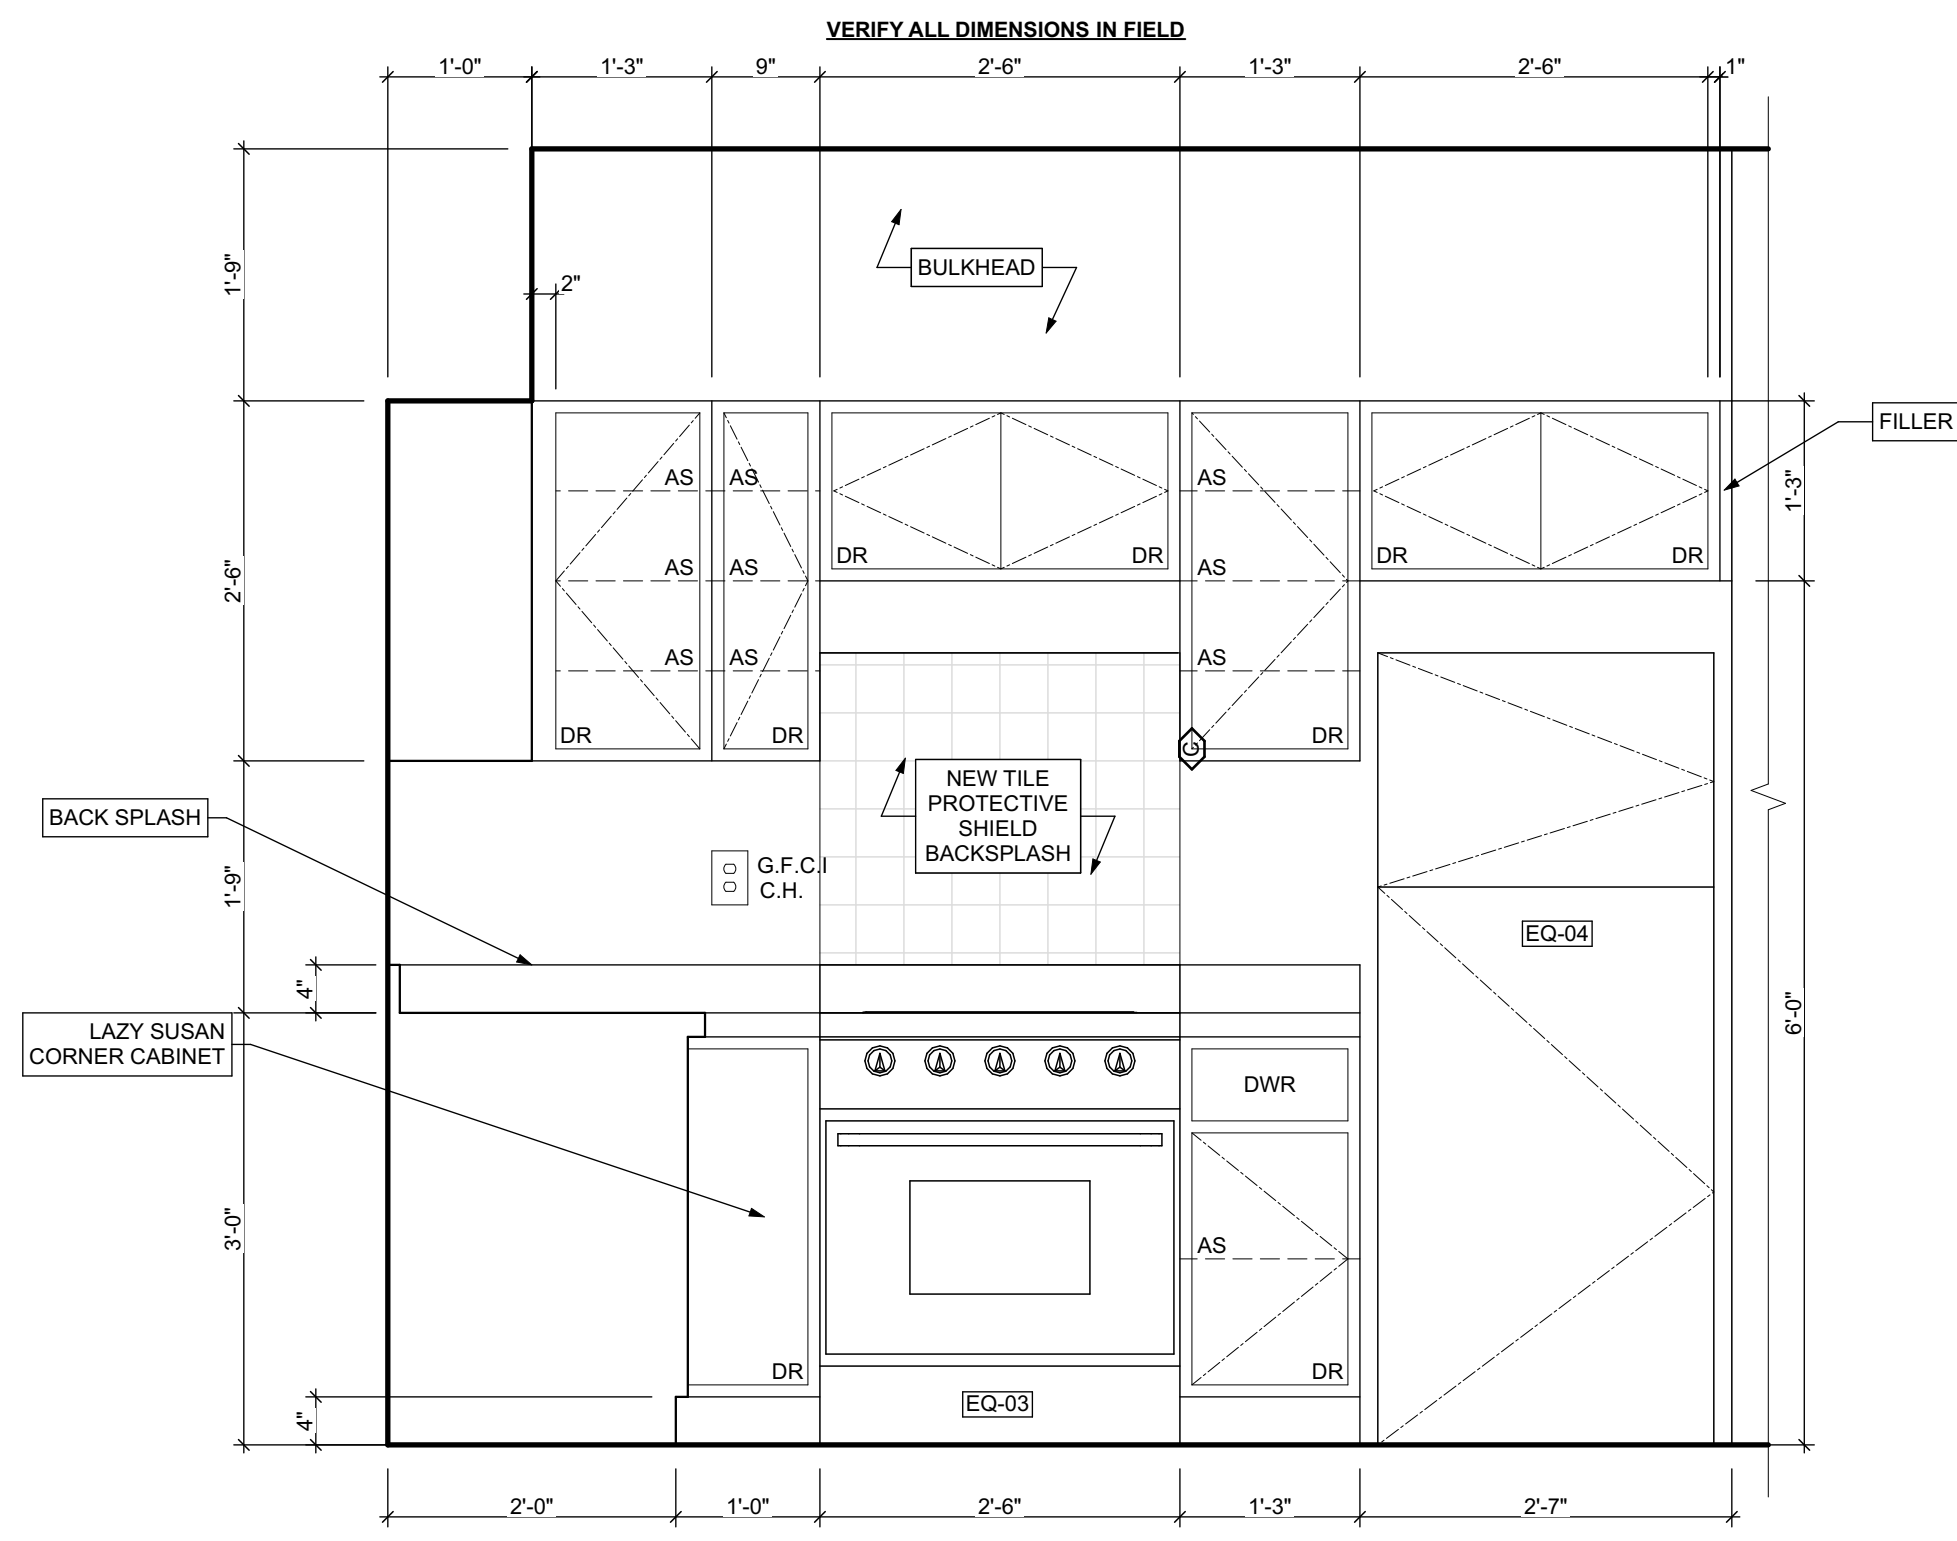 VERIFY ALL DIMENSIONS IN FIELD
1'-0"
1'-3"
9"
2'-6"
1'-3"
2'-6"
1"
1'-9"
2"
BULKHEAD
FILLER
2'-6"
AS
AS
AS
AS
AS
AS
DR
DR
DR
DR
AS
AS
AS
DR
DR
DR
1'-3"
G
BACK SPLASH
NEW TILE
PROTECTIVE
SHIELD
BACKSPLASH
G.F.C.I
C.H.
1'-9"
EQ-04
4"
6'-0"
LAZY SUSAN
CORNER CABINET
DWR
3'-0"
AS
DR
DR
EQ-03
4"
2'-0"
1'-0"
2'-6"
1'-3"
2'-7"